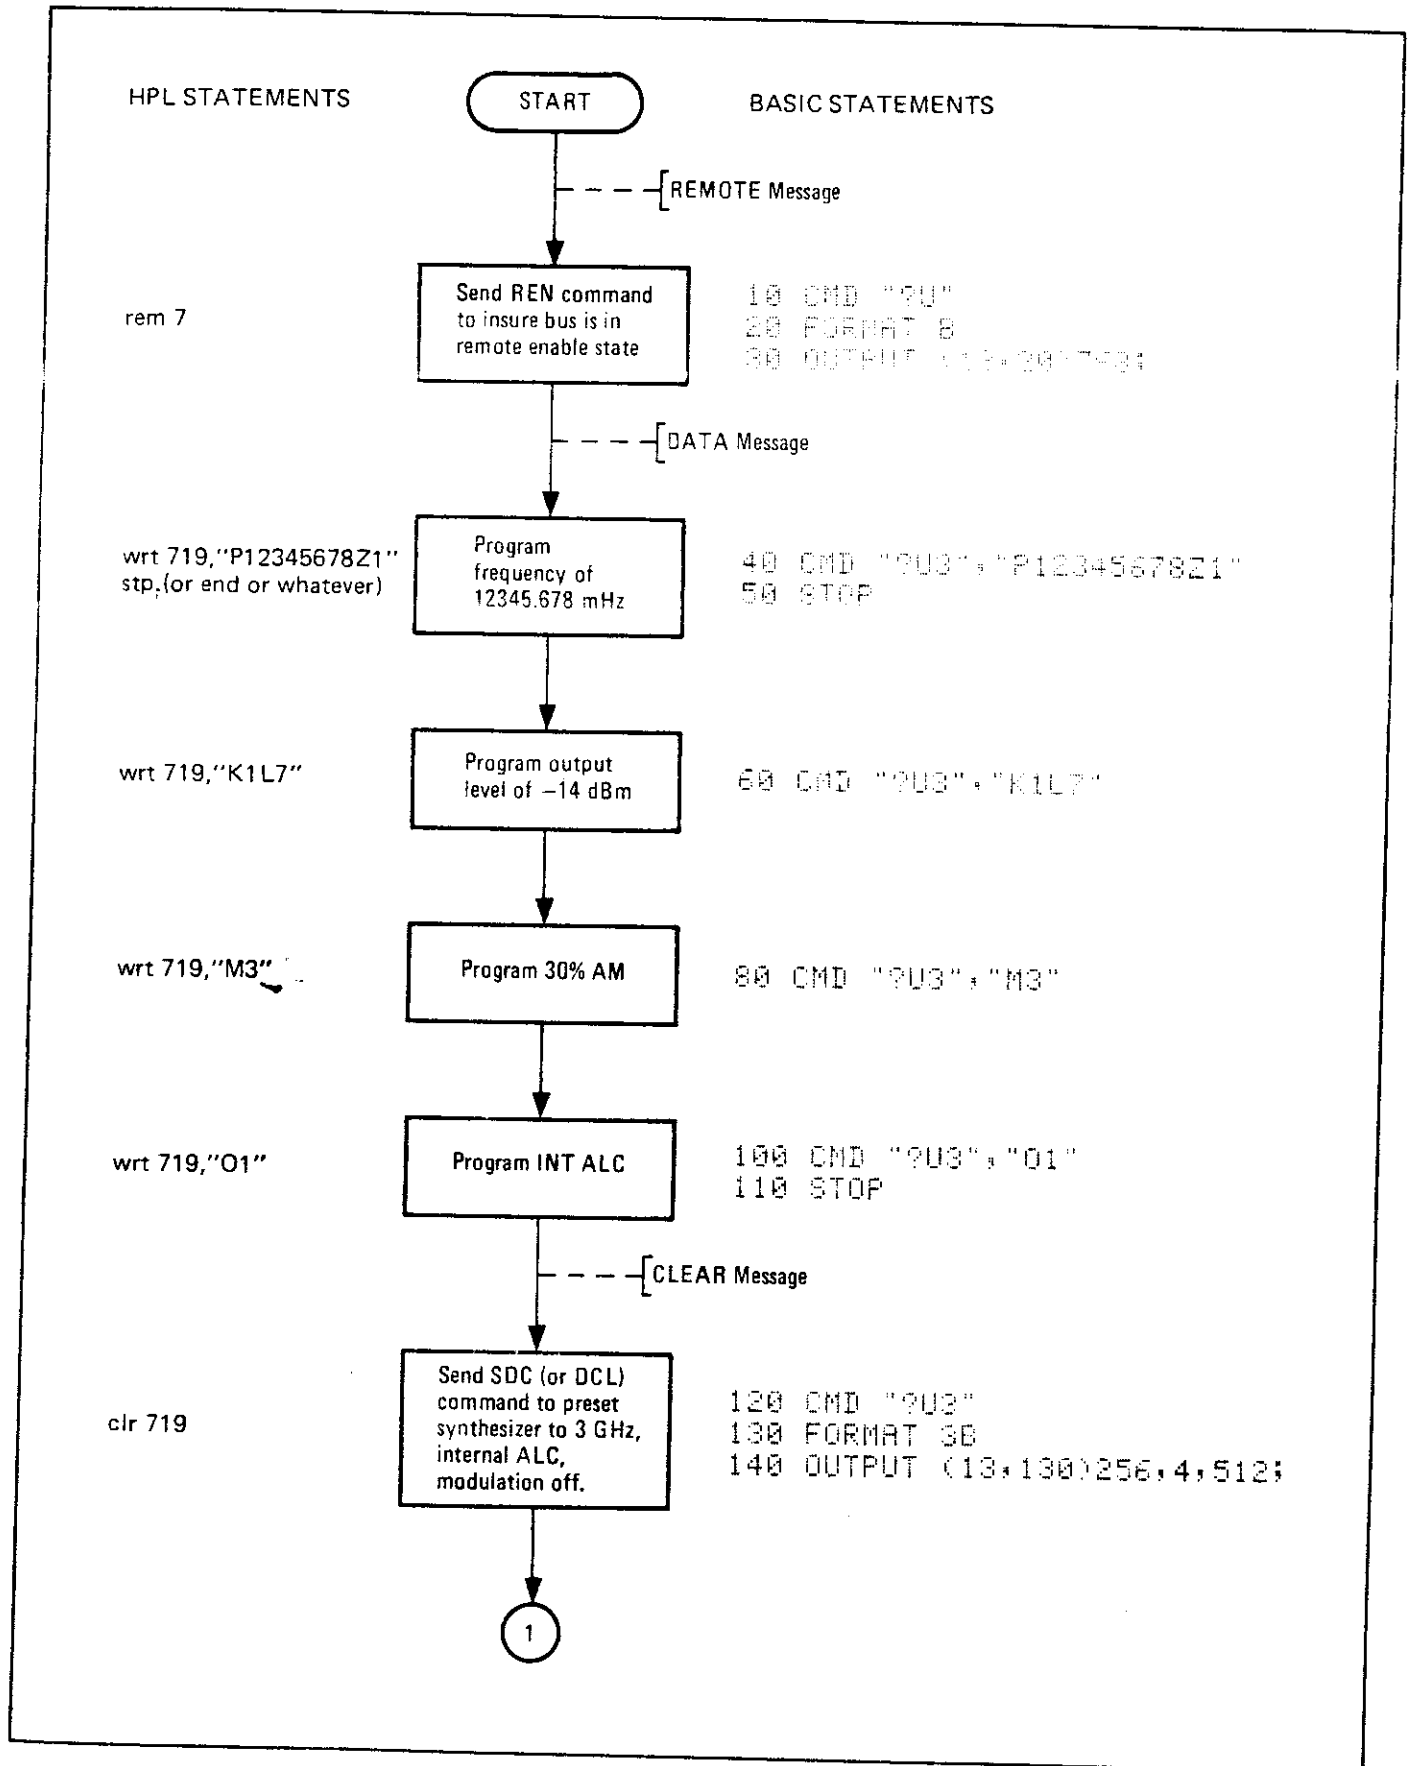 HPL STATEMENTS
START
BASIC STATEMENTS
REMOTE Message
rem 7
Send REN command
to insure bus is in
remote enable state
10 CMD "?U"
20 FORMAT B
30 OUTPUT (13,20)768;
DATA Message
wrt 719,"P12345678Z1"
stp,(or end or whatever)
Program
frequency of
12345.678 mHz
40 CMD "?U3","P12345678Z1"
50 STOP
wrt 719,"K1L7"
Program output
level of –14 dBm
60 CMD "?U3","K1L7"
wrt 719,"M3"
Program 30% AM
80 CMD "?U3","M3"
wrt 719,"O1"
Program INT ALC
100 CMD "?U3","O1"
110 STOP
CLEAR Message
clr 719
Send SDC (or DCL)
command to preset
synthesizer to 3 GHz,
internal ALC,
modulation off.
120 CMD "?U3"
130 FORMAT 3B
140 OUTPUT (13,130)256,4,512;
1